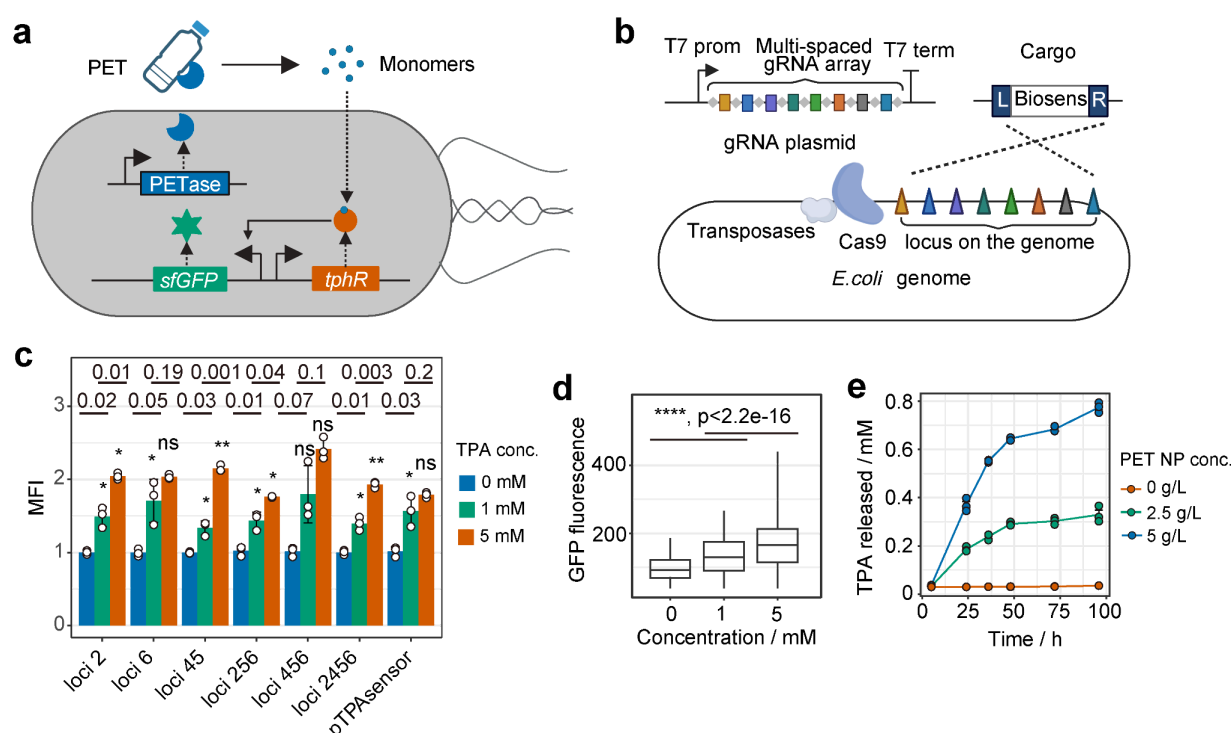 a
PET
Monomers
PETase
sfGFP
tphR
b
T7 prom
Multi-spaced
gRNA array
T7 term
Cargo
L
Biosens
R
gRNA plasmid
Transposases
Cas9
locus on the genome
E.coli genome
c
0.01 0.19 0.001 0.04 0.1 0.003 0.2
0.02 0.05 0.03 0.01 0.07 0.01 0.03
* * * ns * ** * * ns ns * ** * ns
MFI
3
2
1
0
loci 2
loci 6
loci 45
loci 256
loci 456
loci 2456
pTPAsensor
TPA conc.
0 mM
1 mM
5 mM
d
****, p<2.2e-16
GFP fluorescence
400
200
0
0 1 5
Concentration / mM
e
TPA released / mM
0.8
0.6
0.4
0.2
0
0 25 50 75 100
Time / h
PET NP conc.
0 g/L
2.5 g/L
5 g/L